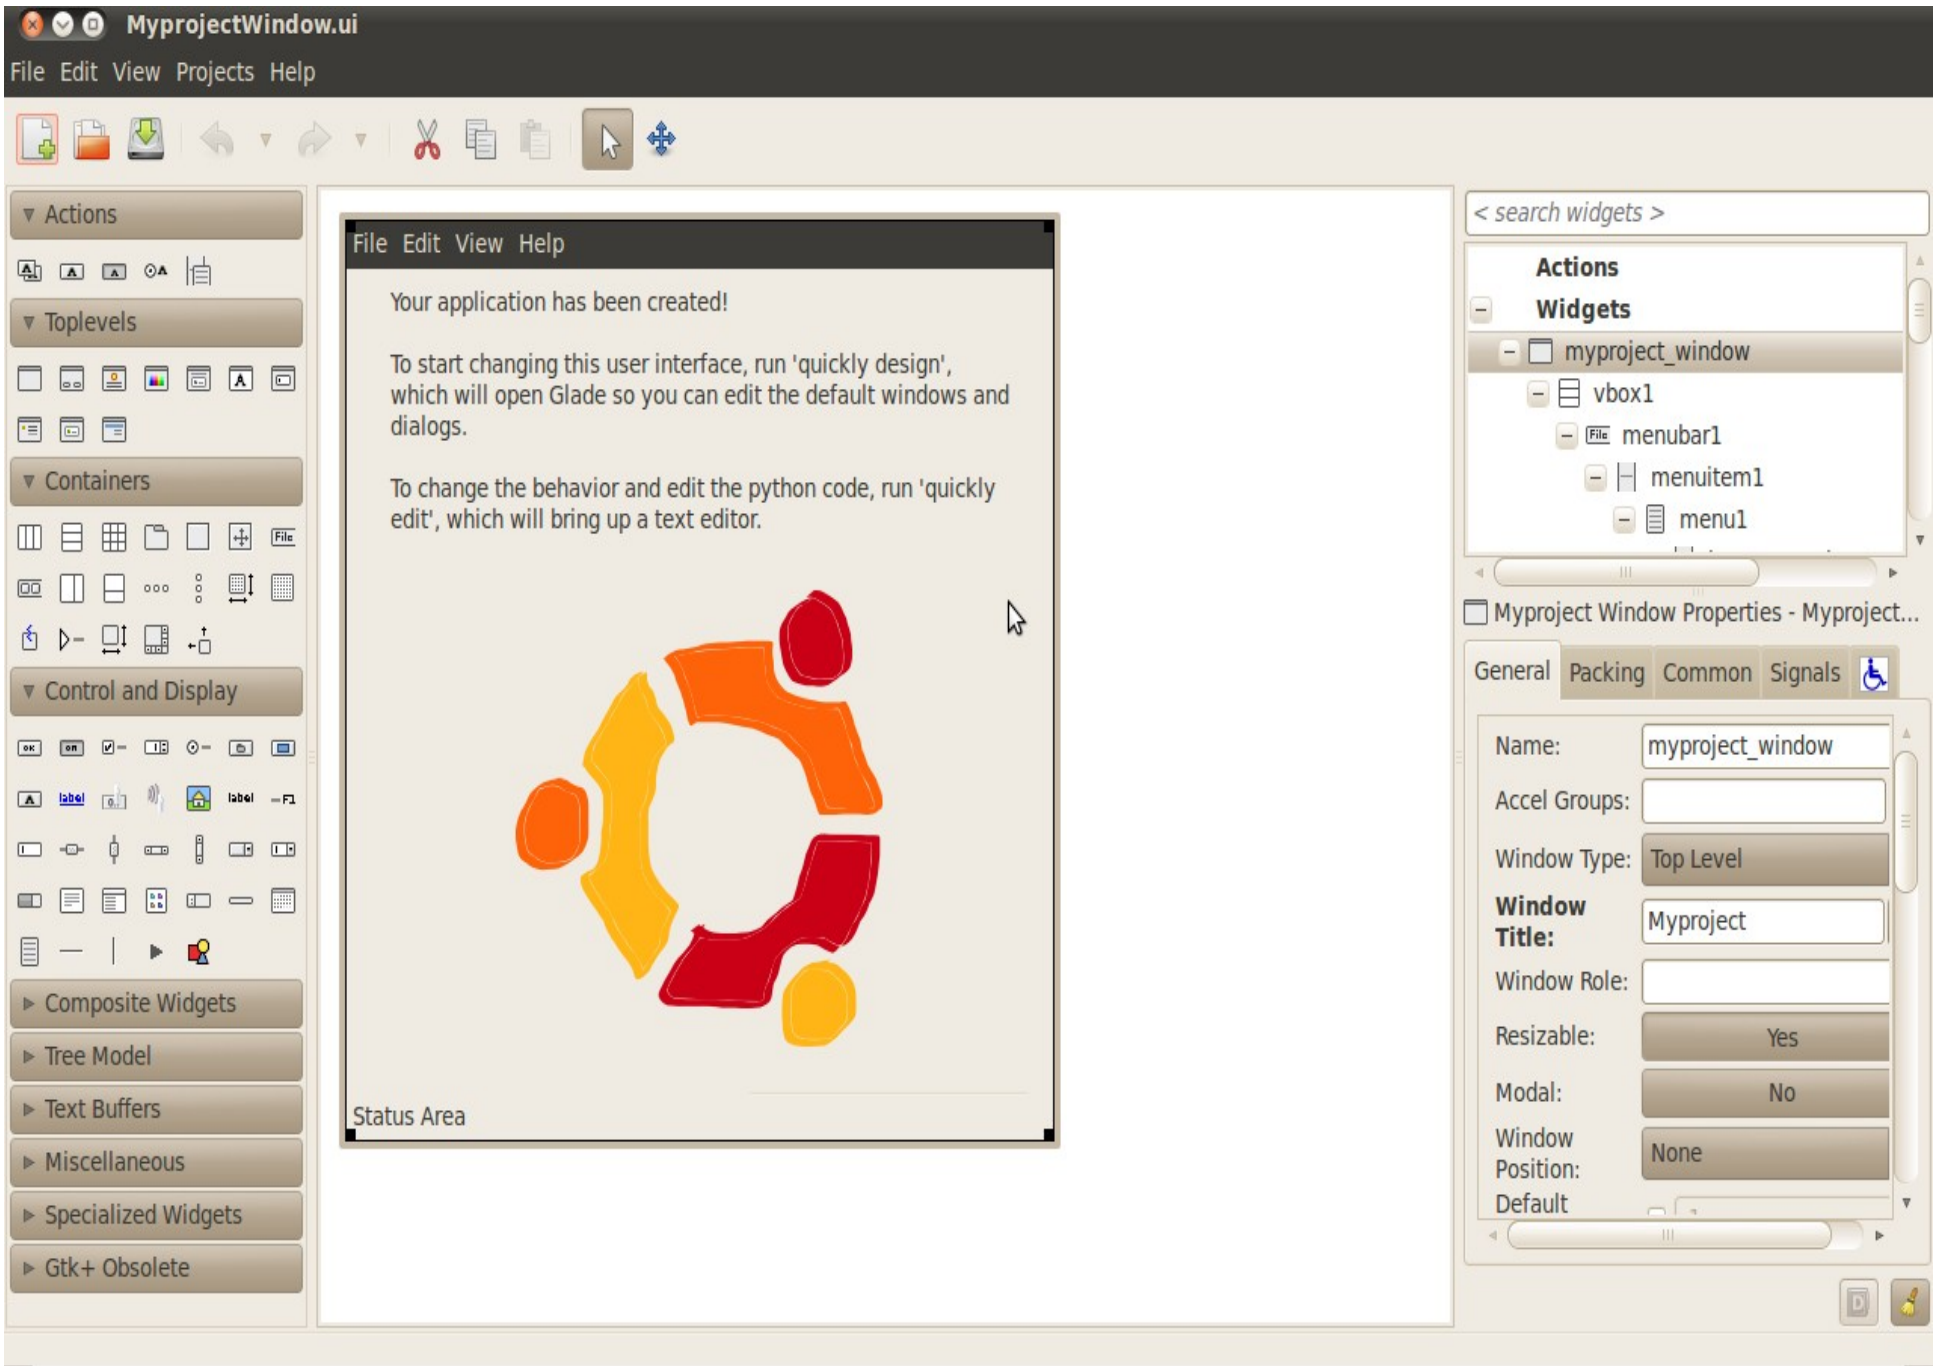 MyprojectWindow.ui
File Edit View Projects Help
Actions
Toplevels
Containers
File
Control and Display
OK
label
label
F1
Composite Widgets
Tree Model
Text Buffers
Miscellaneous
Specialized Widgets
Gtk+ Obsolete
File Edit View Help
Your application has been created!
To start changing this user interface, run 'quickly design',
which will open Glade so you can edit the default windows and
dialogs.
To change the behavior and edit the python code, run 'quickly
edit', which will bring up a text editor.
Status Area
< search widgets >
Actions
Widgets
myproject_window
vbox1
File menubar1
menuitem1
menu1
Myproject Window Properties - Myproject...
General Packing Common Signals
Name: myproject_window
Accel Groups:
Window Type: Top Level
Window
Title: Myproject
Window Role:
Resizable: Yes
Modal: No
Window
Position: None
Default